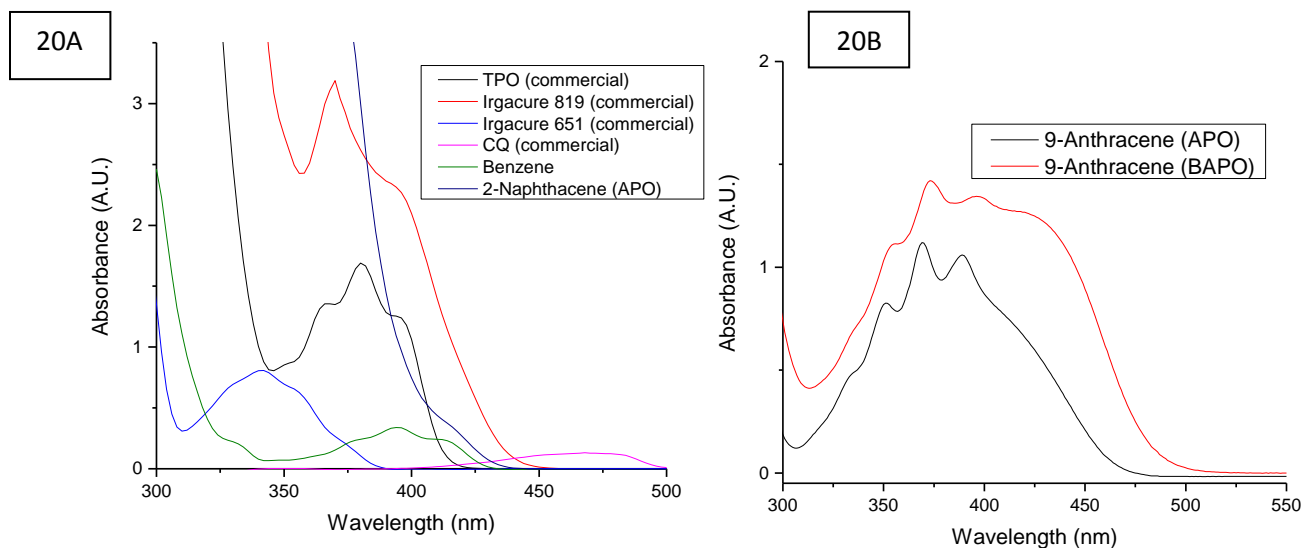 20A
TPO (commercial)
Irgacure 819 (commercial)
Irgacure 651 (commercial)
CQ (commercial)
Benzene
2-Naphthacene (APO)
3
2
1
0
Absorbance (A.U.)
300 350 400 450 500
Wavelength (nm)
20B
9-Anthracene (APO)
9-Anthracene (BAPO)
2
1
0
Absorbance (A.U.)
300 350 400 450 500 550
Wavelength (nm)